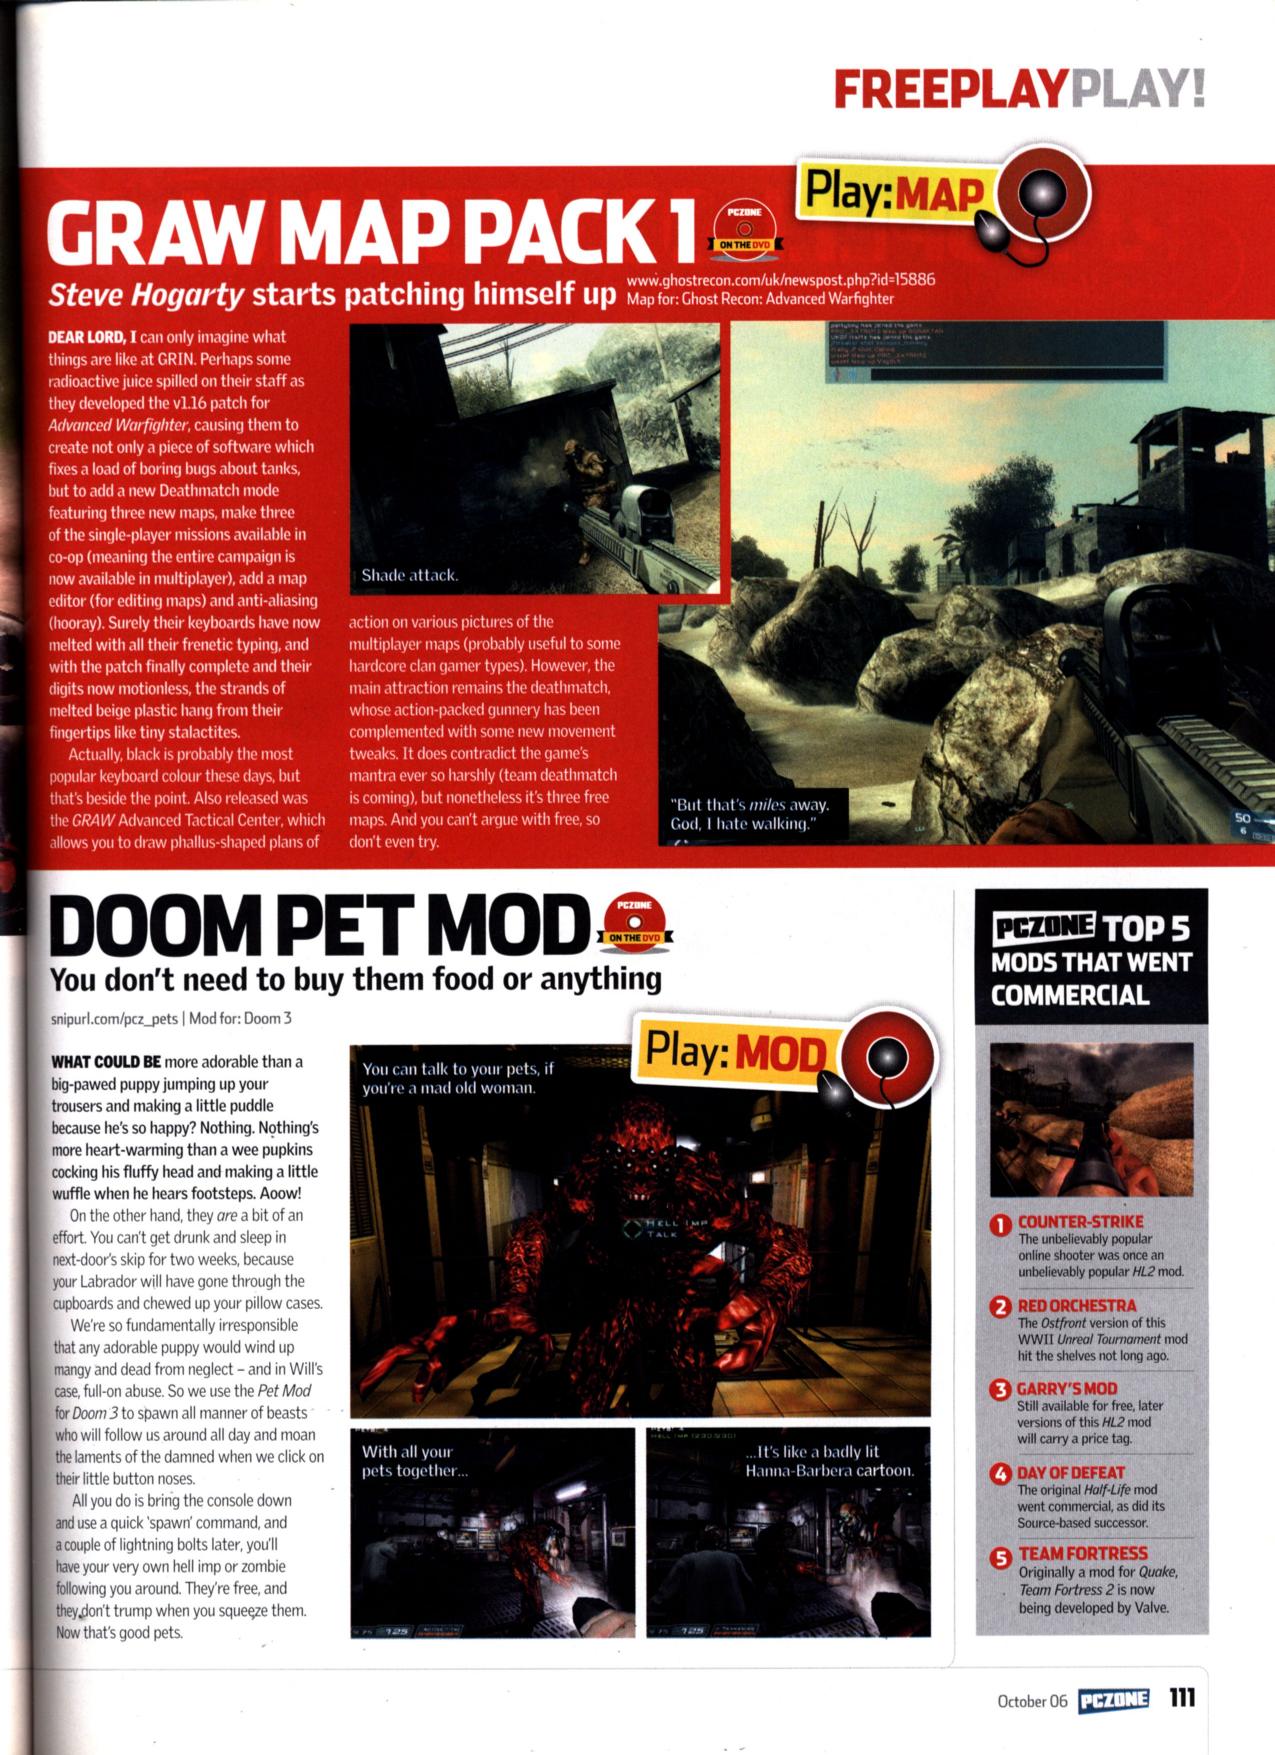 FREEPLAYPLAY!
Play:MAP
GRAW MAP PACK 1
PCZONE
ON THE DVD
Steve Hogarty starts patching himself up
www.ghostrecon.com/uk/newspost.php?id=15886
Map for: Ghost Recon: Advanced Warfighter
DEAR LORD, I can only imagine what
things are like at GRIN. Perhaps some
radioactive juice spilled on their staff as
they developed the v1.16 patch for
Advanced Warfighter, causing them to
create not only a piece of software which
fixes a load of boring bugs about tanks,
but to add a new Deathmatch mode
featuring three new maps, make three
of the single-player missions available in
co-op (meaning the entire campaign is
now available in multiplayer), add a map
editor (for editing maps) and anti-aliasing
(hooray). Surely their keyboards have now
melted with all their frenetic typing, and
with the patch finally complete and their
digits now motionless, the strands of
melted beige plastic hang from their
fingertips like tiny stalactites.
Actually, black is probably the most
popular keyboard colour these days, but
that's beside the point. Also released was
the GRAW Advanced Tactical Center, which
allows you to draw phallus-shaped plans of
Shade attack.
action on various pictures of the
multiplayer maps (probably useful to some
hardcore clan gamer types). However, the
main attraction remains the deathmatch,
whose action-packed gunnery has been
complemented with some new movement
tweaks. It does contradict the game's
mantra ever so harshly (team deathmatch
is coming), but nonetheless it's three free
maps. And you can't argue with free, so
don't even try.
"But that's miles away.
God, I hate walking."
50
6
DOOM PET MOD
PCZONE
ON THE DVD
You don't need to buy them food or anything
snipurl.com/pcz_pets | Mod for: Doom 3
Play:MOD
WHAT COULD BE more adorable than a
big-pawed puppy jumping up your
trousers and making a little puddle
because he's so happy? Nothing. Nothing's
more heart-warming than a wee pupkins
cocking his fluffy head and making a little
wuffle when he hears footsteps. Aoow!
On the other hand, they are a bit of an
effort. You can't get drunk and sleep in
next-door's skip for two weeks, because
your Labrador will have gone through the
cupboards and chewed up your pillow cases.
We're so fundamentally irresponsible
that any adorable puppy would wind up
mangy and dead from neglect – and in Will's
case, full-on abuse. So we use the Pet Mod
for Doom 3 to spawn all manner of beasts
who will follow us around all day and moan
the laments of the damned when we click on
their little button noses.
All you do is bring the console down
and use a quick 'spawn' command, and
a couple of lightning bolts later, you'll
have your very own hell imp or zombie
following you around. They're free, and
they don't trump when you squeeze them.
Now that's good pets.
You can talk to your pets, if
you're a mad old woman.
HELL IMP
TALK
With all your
pets together...
125
...It's like a badly lit
Hanna-Barbera cartoon.
125
PCZONE TOP 5
MODS THAT WENT
COMMERCIAL
1 COUNTER-STRIKE
The unbelievably popular
online shooter was once an
unbelievably popular HL2 mod.
2 RED ORCHESTRA
The Ostfront version of this
WWII Unreal Tournament mod
hit the shelves not long ago.
3 GARRY'S MOD
Still available for free, later
versions of this HL2 mod
will carry a price tag.
4 DAY OF DEFEAT
The original Half-Life mod
went commercial, as did its
Source-based successor.
5 TEAM FORTRESS
Originally a mod for Quake,
Team Fortress 2 is now
being developed by Valve.
October 06 PCZONE 111